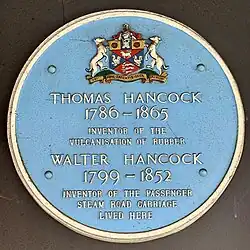 THOMAS HANCOCK
1786 - 1865
INVENTOR OF THE
VULCANISATION OF RUBBER
WALTER HANCOCK
1799 - 1852
INVENTOR OF THE PASSENGER
STEAM ROAD CARRIAGE
LIVED HERE